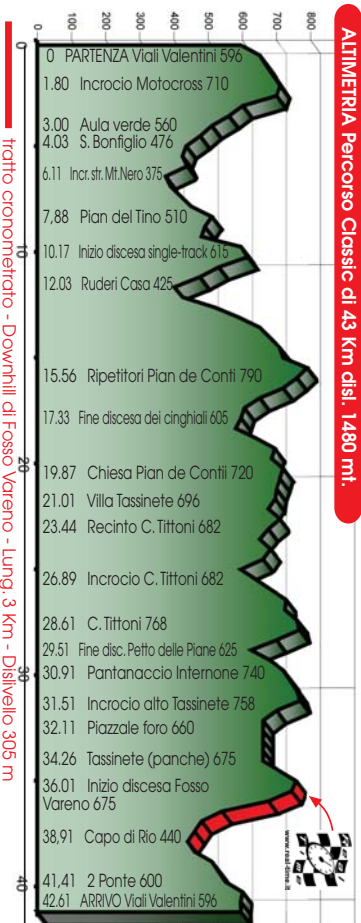 ALTIMETRIA Percorso Classic di 43 Km disl. 1480 mt.
0
100
200
300
400
500
600
700
800
0
10
20
30
40
0 PARTENZA Viali Valentini 596
1.80 Incrocio Motocross 710
3.00 Aula verde 560
4.03 S. Bonfiglio 476
6.11 Incr. str. Mt.Nero 375
7,88 Pian del Tino 510
10.17 Inizio discesa single-track 615
12.03 Ruderi Casa 425
15.56 Ripetitori Pian de Conti 790
17.33 Fine discesa dei cinghiali 605
19.87 Chiesa Pian de Contii 720
21.01 Villa Tassinete 696
23.44 Recinto C. Tittoni 682
26.89 Incrocio C. Tittoni 682
28.61 C. Tittoni 768
29.51 Fine disc. Petto delle Piane 625
30.91 Pantanaccio Internone 740
31.51 Incrocio alto Tassinete 758
32.11 Piazzale foro 660
34.26 Tassinete (panche) 675
36.01 Inizio discesa Fosso
Vareno 675
38,91 Capo di Rio 440
41,41 2 Ponte 600
42.61 ARRIVO Viali Valentini 596
www.real-time.it
tratto cronometrato - Downhill di Fosso Vareno - Lung. 3 Km - Dislivello 305 m